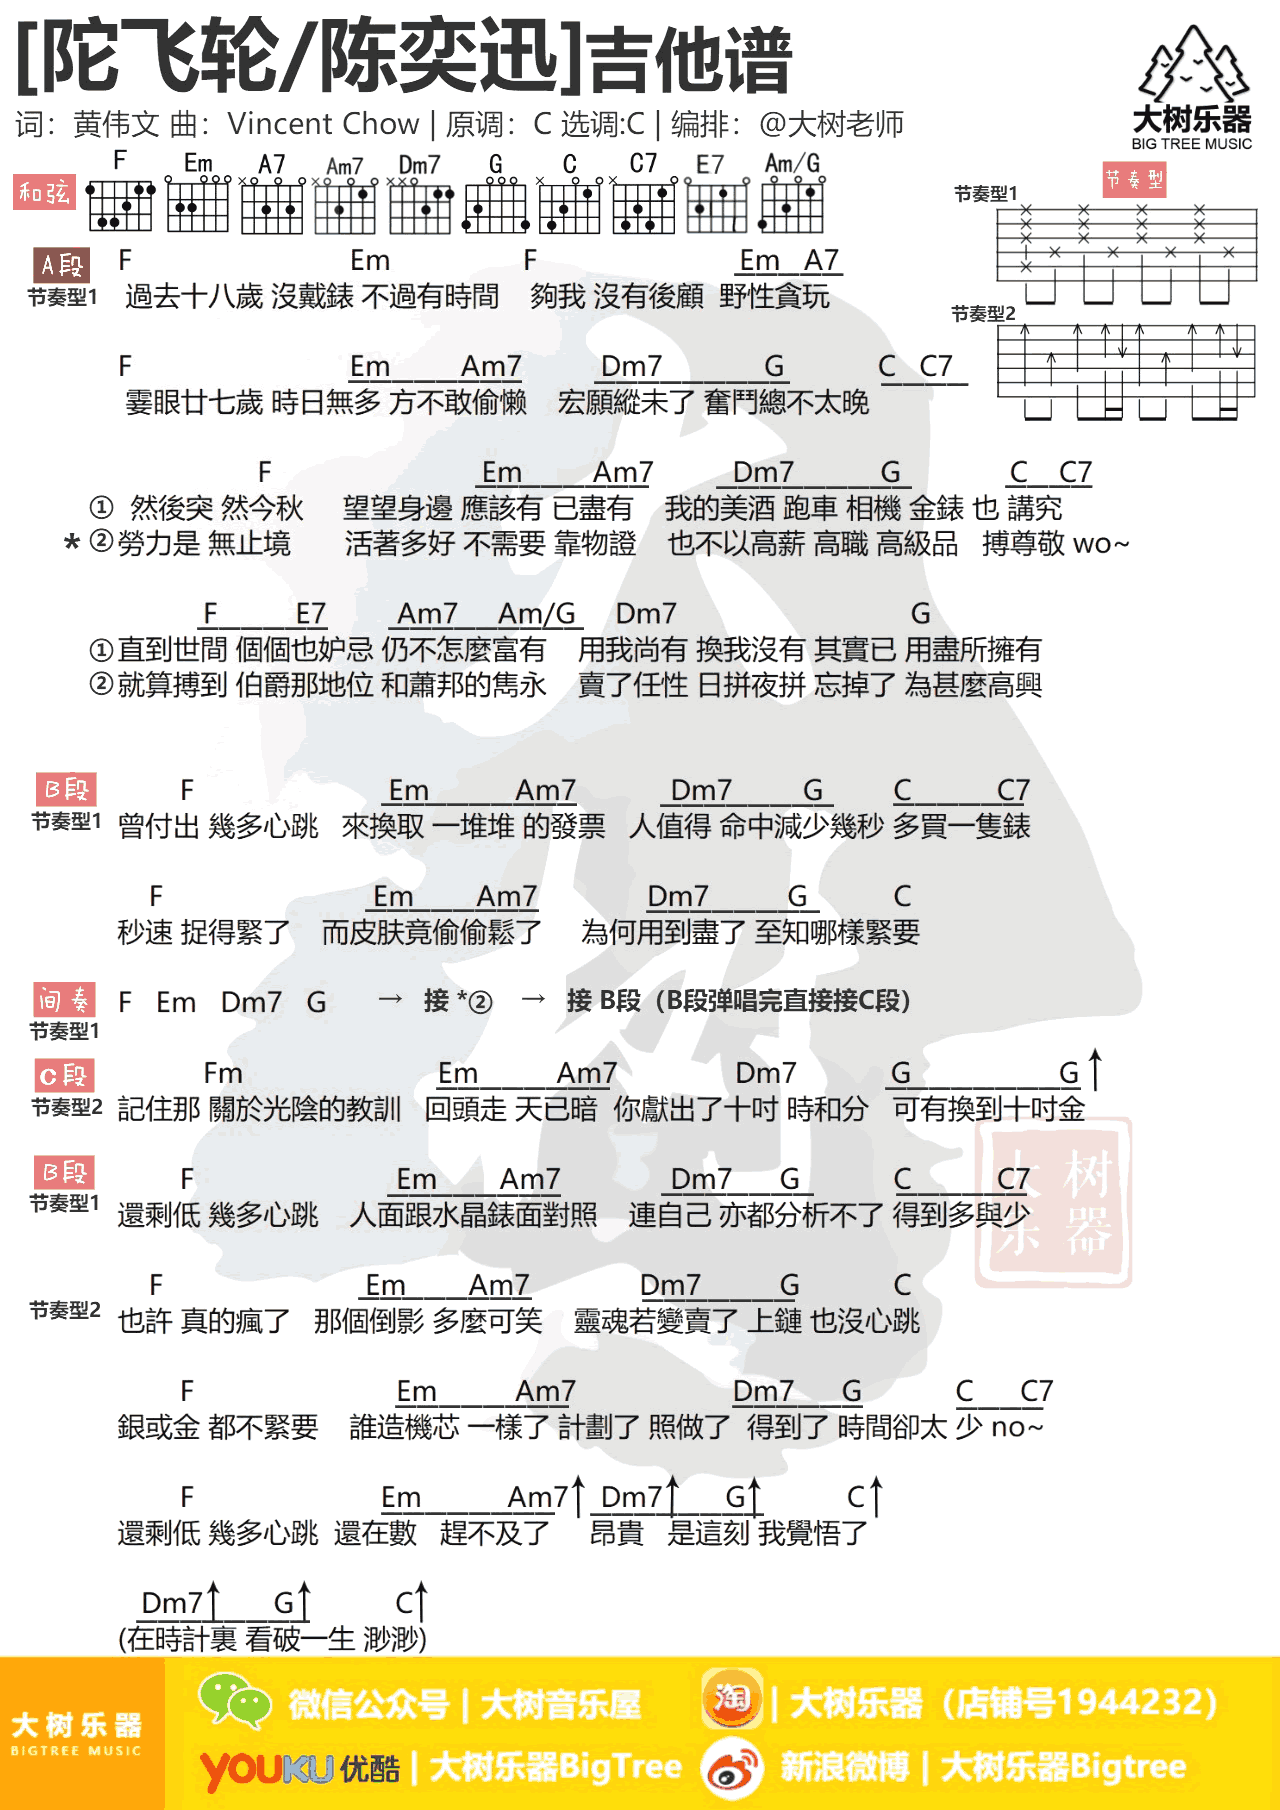 [陀飞轮/陈奕迅]吉他谱
大树乐器
BIG TREE MUSIC
词：黄伟文 曲：Vincent Chow | 原调：C 选调:C | 编排：@大树老师
和弦 F Em A7 Am7 Dm7 G C C7 E7 Am/G
节奏型
节奏型1
节奏型2
A段 F Em F Em A7
节奏型1 過去十八歲 沒戴錶 不過有時間 夠我 沒有後顧 野性貪玩
F Em Am7 Dm7 G C C7
霎眼廿七歲 時日無多 方不敢偷懶 宏願縱未了 奮鬥總不太晚
F Em Am7 Dm7 G C C7
① 然後突 然今秋 望望身邊 應該有 已盡有 我的美酒 跑車 相機 金錶 也 講究
* ② 勞力是 無止境 活著多好 不需要 靠物證 也不以高薪 高職 高級品 搏尊敬 wo~
F E7 Am7 Am/G Dm7 G
① 直到世間 個個也妒忌 仍不怎麼富有 用我尚有 換我沒有 其實已 用盡所擁有
② 就算搏到 伯爵那地位 和蕭邦的雋永 賣了任性 日拼夜拼 忘掉了 為甚麼高興
B段 F Em Am7 Dm7 G C C7
节奏型1 曾付出 幾多心跳 來換取 一堆堆 的發票 人值得 命中減少幾秒 多買一隻錶
F Em Am7 Dm7 G C
秒速 捉得緊了 而皮肤竟偷偷鬆了 為何用到盡了 至知哪樣緊要
间奏 F Em Dm7 G → 接 *② → 接 B段（B段弹唱完直接接C段）
节奏型1
C段 Fm Em Am7 Dm7 G G↑
节奏型2 記住那 關於光陰的教訓 回頭走 天已暗 你獻出了十吋 時和分 可有換到十吋金
大树乐器
B段 F Em Am7 Dm7 G C C7
节奏型1 還剩低 幾多心跳 人面跟水晶錶面對照 連自己 亦都分析不了 得到多與少
F Em Am7 Dm7 G C
节奏型2 也許 真的瘋了 那個倒影 多麼可笑 靈魂若變賣了 上鏈 也沒心跳
F Em Am7 Dm7 G C C7
銀或金 都不緊要 誰造機芯 一樣了 計劃了 照做了 得到了 時間卻太 少 no~
F Em Am7↑ Dm7↑ G↑ C↑
還剩低 幾多心跳 還在數 趕不及了 昂貴 是這刻 我覺悟了
Dm7↑ G↑ C↑
(在時計裏 看破一生 渺渺)
大树乐器
BIGTREE MUSIC
微信公众号 | 大树音乐屋
淘 | 大树乐器（店铺号1944232）
YOUKU 优酷 | 大树乐器BigTree
新浪微博 | 大树乐器Bigtree